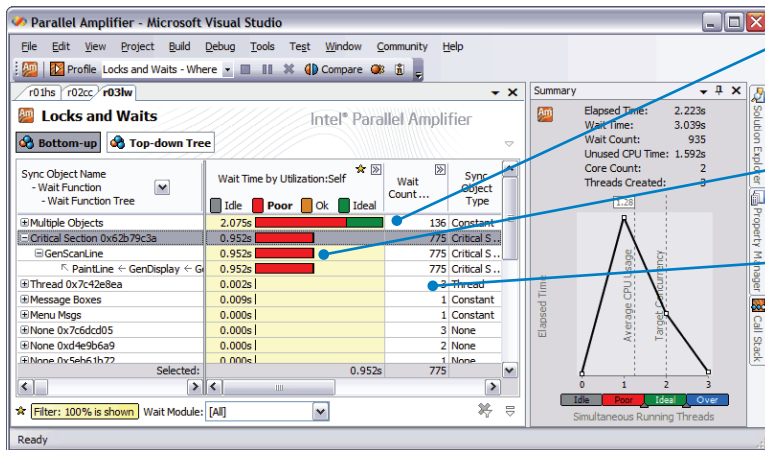 Parallel Amplifier - Microsoft Visual Studio
File Edit View Project Build Debug Tools Test Window Community Help
Profile Locks and Waits - Where Compare
r01hs r02cc r03lw
Locks and Waits Intel® Parallel Amplifier
Bottom-up Top-down Tree
Sync Object Name
- Wait Function
- Wait Function Tree
Wait Time by Utilization:Self
Idle Poor Ok Ideal
Wait
Count...
Sync
Object
Type
Multiple Objects 2.075s 136 Constant
Critical Section 0x62b79c3a 0.952s 775 Critical S...
GenScanLine 0.952s 775 Critical S...
PaintLine ← GenDisplay ← G 0.952s 775 Critical S...
Thread 0x7c42e8ea 0.002s 3 Thread
Message Boxes 0.009s 1 Constant
Menu Msgs 0.000s 1 Constant
None 0x7c6dcd05 0.000s 3 None
None 0xd4e9b6a9 0.000s 2 None
None 0x5eb61b72 0.000s 1 None
Selected: 0.952s 775
Filter: 100% is shown Wait Module: [All]
Ready
Summary
Elapsed Time: 2.223s
Wait Time: 3.039s
Wait Count: 935
Unused CPU Time: 1.592s
Core Count: 2
Threads Created: 3
1.28
Elapsed Time
Average CPU Usage
Target Concurrency
0 1 2 3
Idle Poor Ideal Over
Simultaneous Running Threads
Solution Explorer
Property Manager
Call Stack